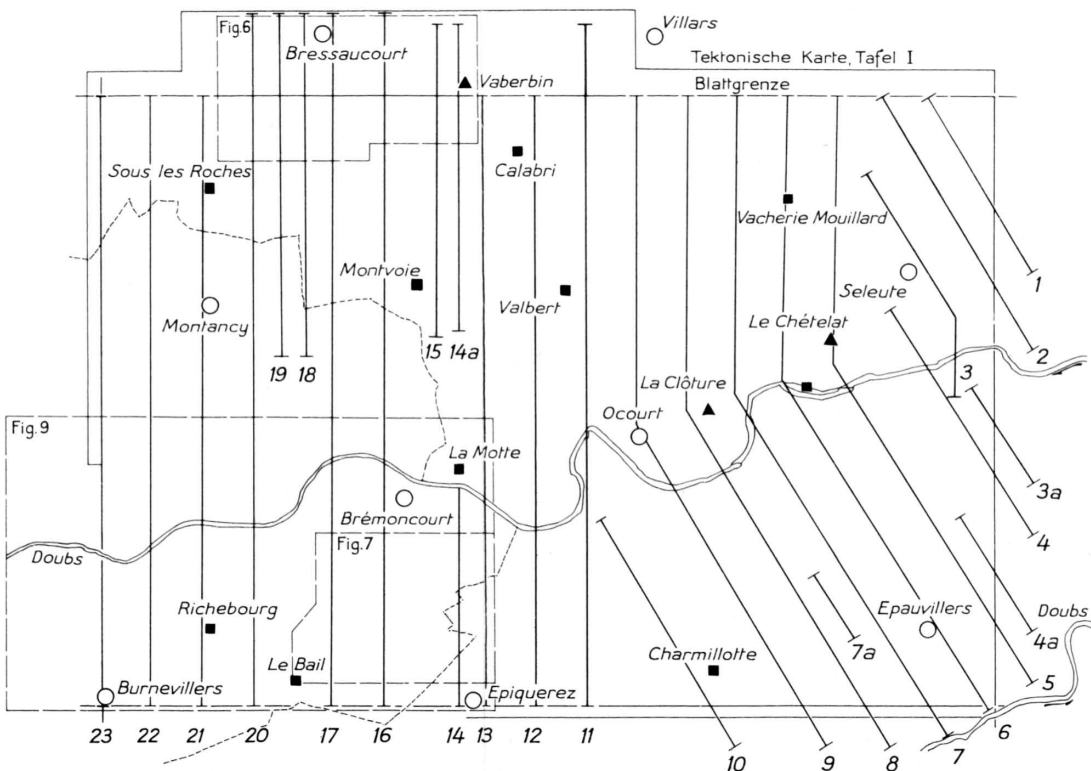 Villars
Fig.6
Bressaucourt
Tektonische Karte, Tafel I
Vaberbin
Blattgrenze
Calabri
Sous les Roches
Vacherie Mouillard
Montvoie
Seleute
1
Valbert
Montancy
Le Chételat
2
15
14a
3
19
18
La Clôture
Ocourt
Fig.9
La Motte
3a
Brémoncourt
4
Fig.7
Doubs
Epauvillers
Doubs
Richebourg
7a
4a
Charmillotte
Le Bail
5
Burnevillers
Epiquerez
6
23
22
21
20
17
16
14
13
12
11
10
9
8
7